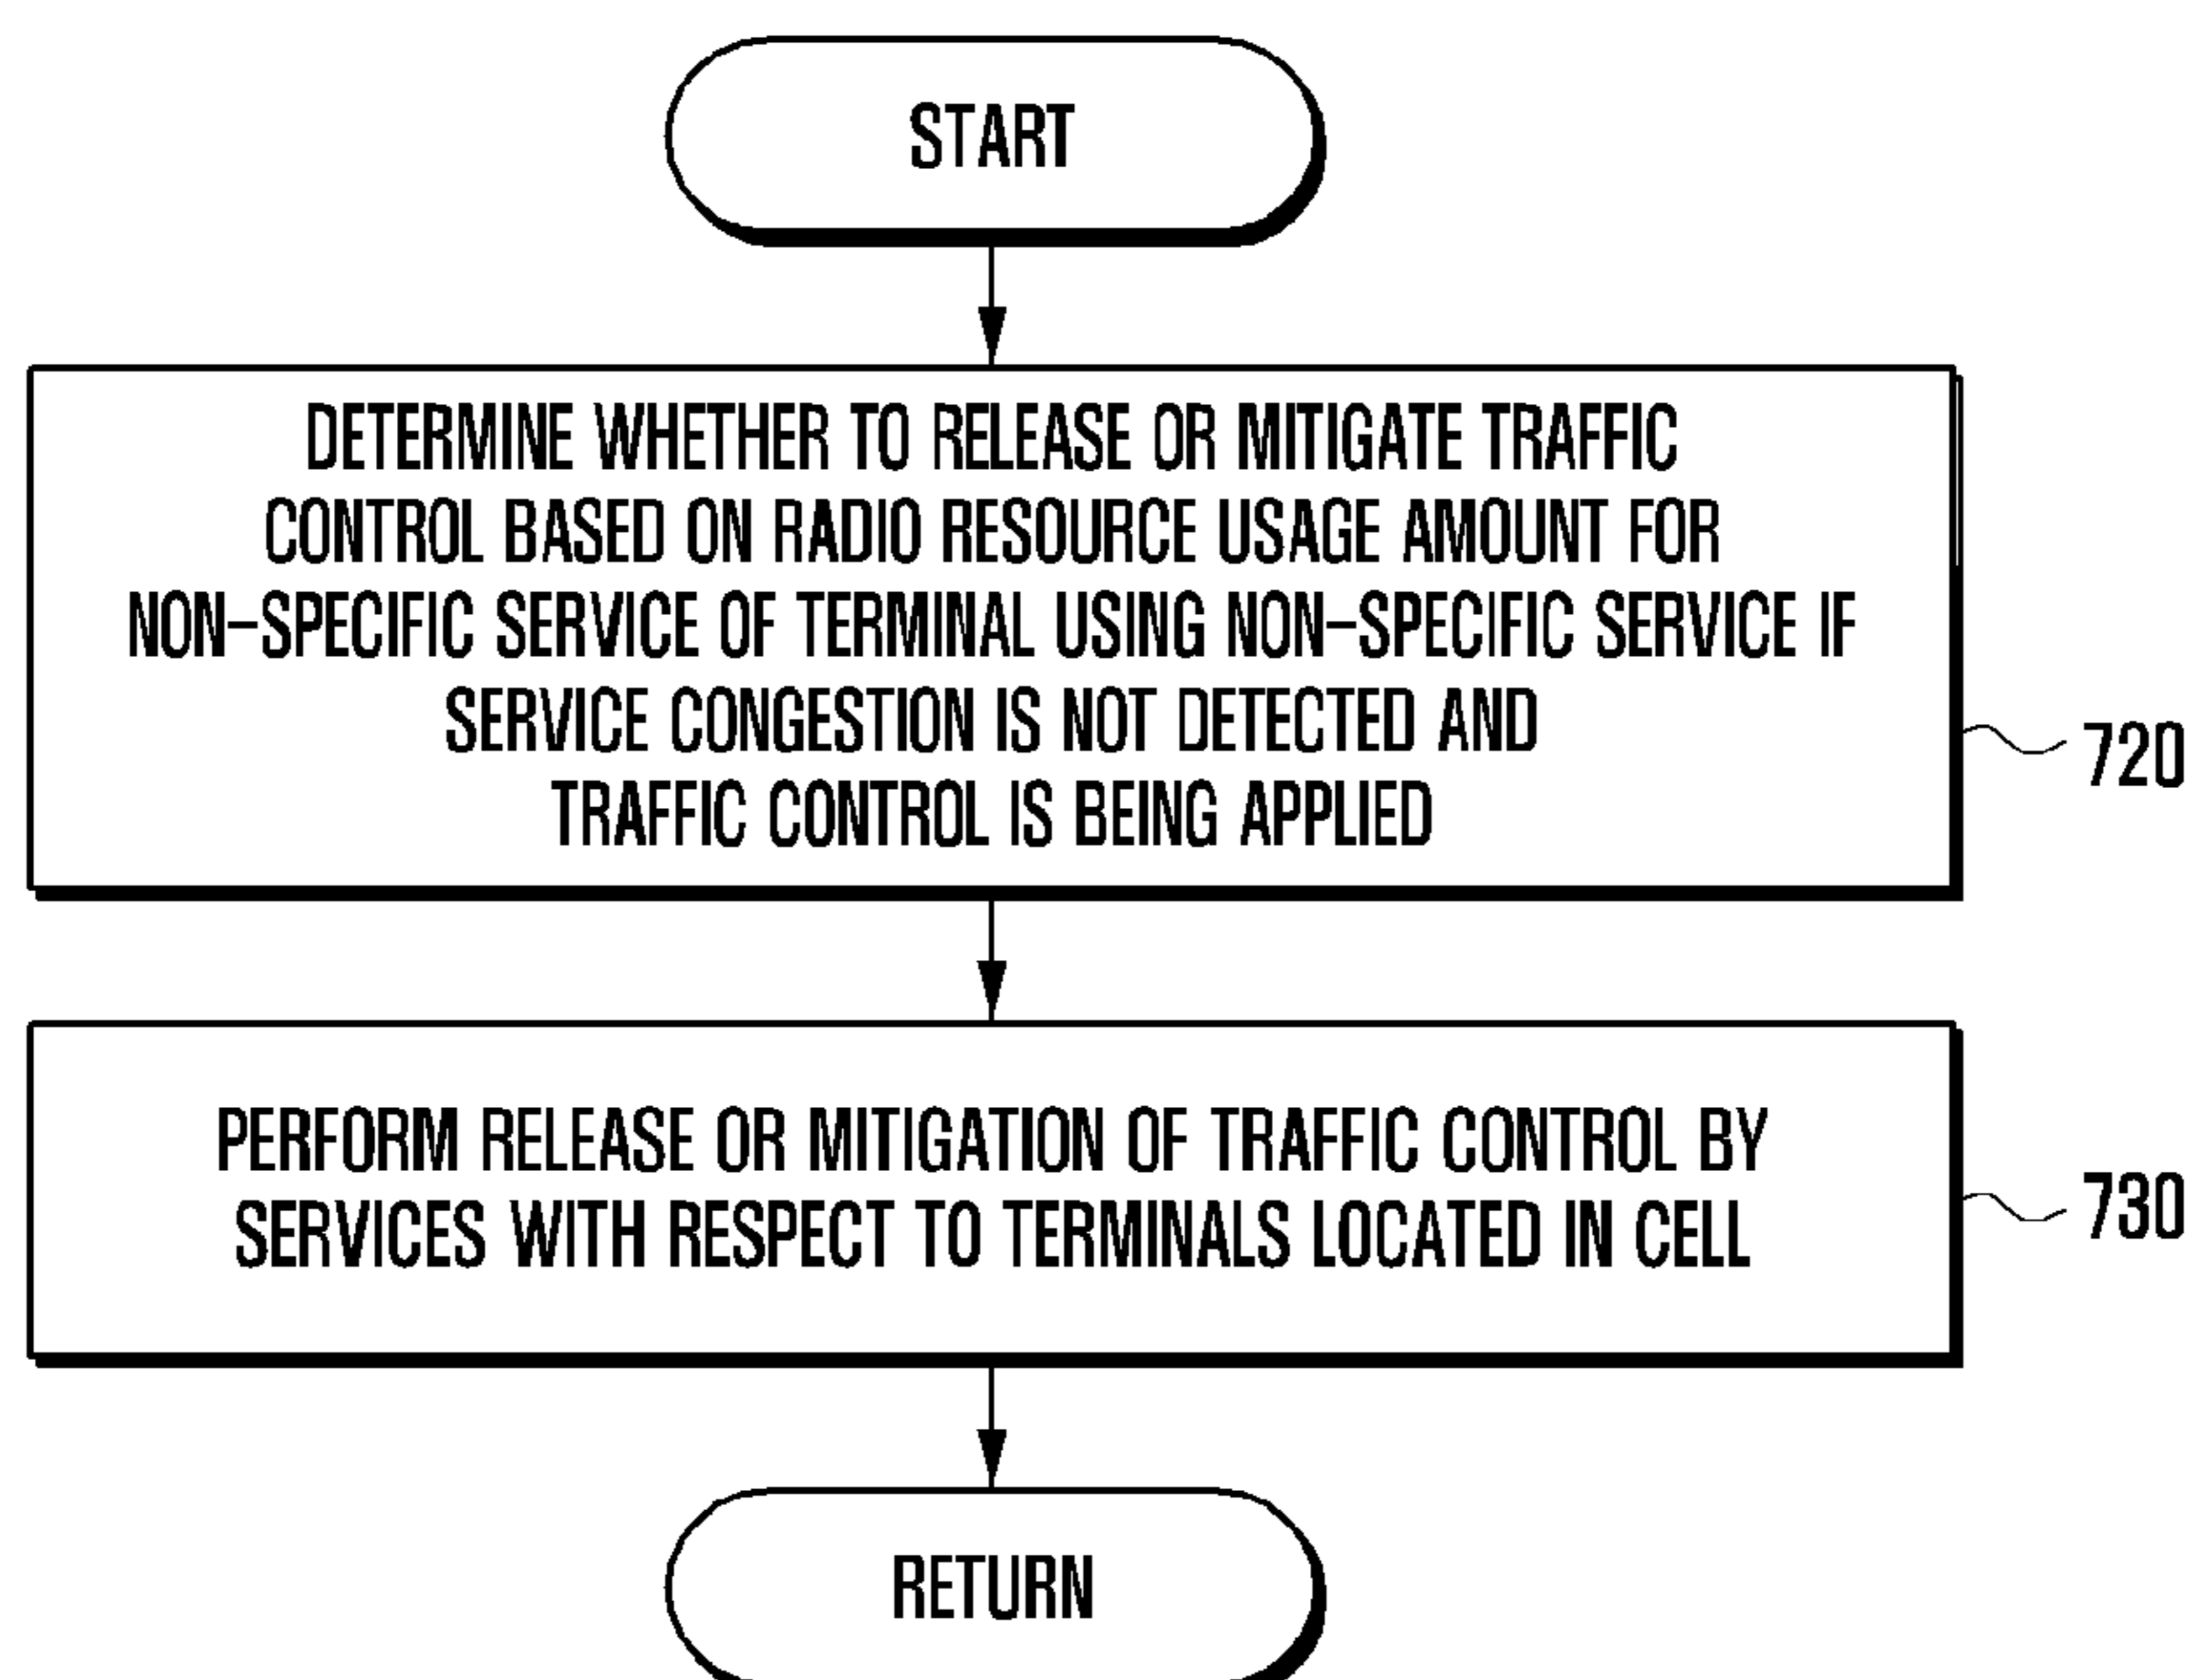 START
DETERMINE WHETHER TO RELEASE OR MITIGATE TRAFFIC
CONTROL BASED ON RADIO RESOURCE USAGE AMOUNT FOR
NON-SPECIFIC SERVICE OF TERMINAL USING NON-SPECIFIC SERVICE IF
SERVICE CONGESTION IS NOT DETECTED AND
TRAFFIC CONTROL IS BEING APPLIED
720
PERFORM RELEASE OR MITIGATION OF TRAFFIC CONTROL BY
SERVICES WITH RESPECT TO TERMINALS LOCATED IN CELL
730
RETURN